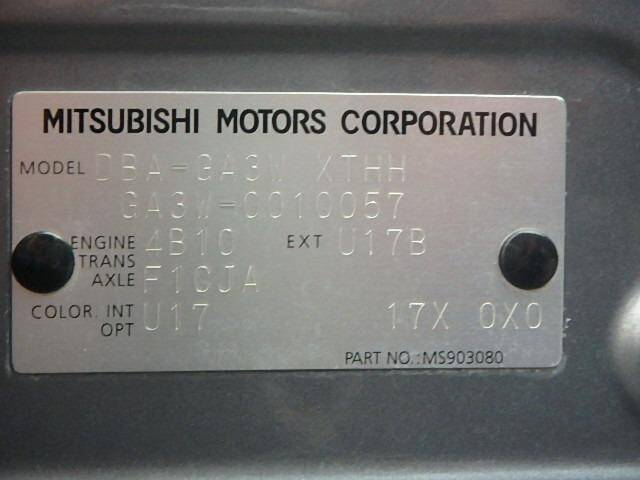 MITSUBISHI MOTORS CORPORATION
MODEL DBA-GA3W XTHH
GA3W-0010057
ENGINE 4B10 EXT U17B
TRANS AXLE F1CJA
COLOR. INT OPT U17 17X 0X0
PART NO.:MS903080